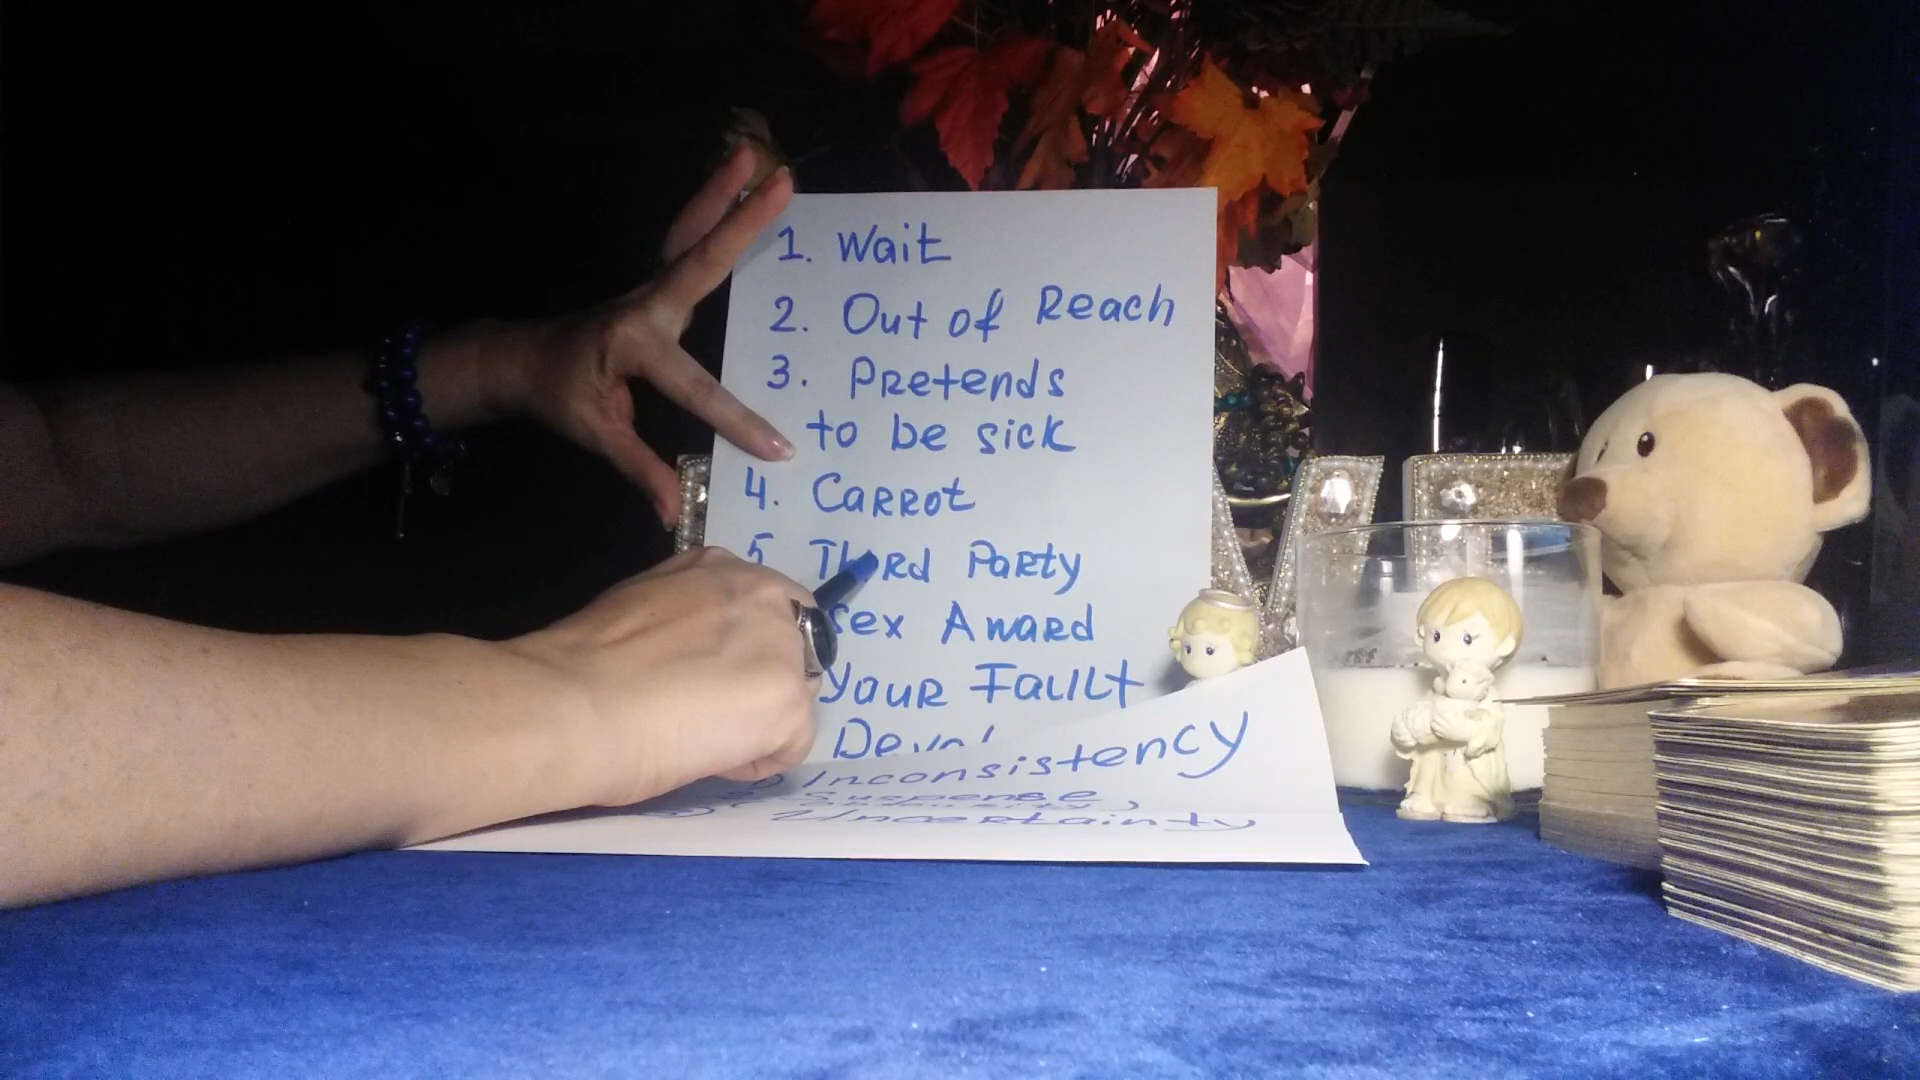 1. Wait
2. Out of Reach
3. Pretends
to be sick
4. Carrot
5. Third Party
Sex Award
Your Fault
Inconsistency
Suspense
Uncertainty